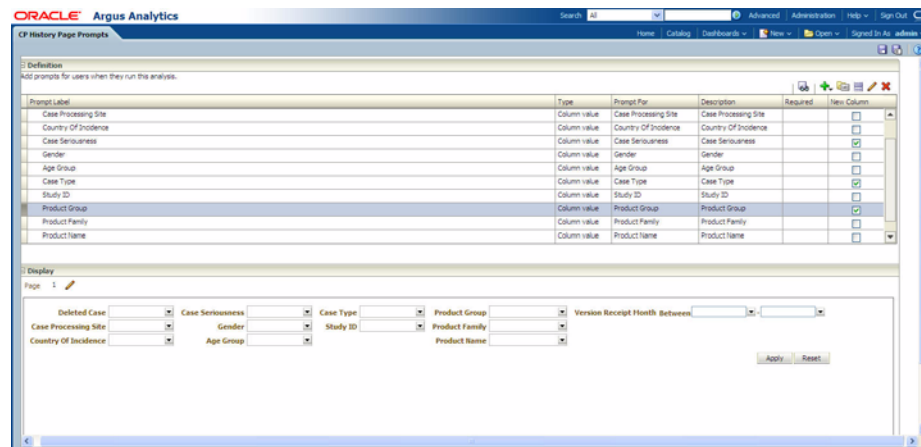 ORACLE® Argus Analytics
Search All Advanced Administration Help Sign Out
CP History Page Prompts
Home Catalog Dashboards New Open Signed In As admin
Definition
Add prompts for users when they run this analysis.
Prompt Label Type Prompt For Description Required New Column
Case Processing Site Column value Case Processing Site Case Processing Site
Country Of Incidence Column value Country Of Incidence Country Of Incidence
Case Seriousness Column value Case Seriousness Case Seriousness
Gender Column value Gender Gender
Age Group Column value Age Group Age Group
Case Type Column value Case Type Case Type
Study ID Column value Study ID Study ID
Product Group Column value Product Group Product Group
Product Family Column value Product Family Product Family
Product Name Column value Product Name Product Name
Display
Page 1
Deleted Case Case Seriousness Case Type Product Group Version Receipt Month Between -
Case Processing Site Gender Study ID Product Family
Country Of Incidence Age Group Product Name
Apply Reset